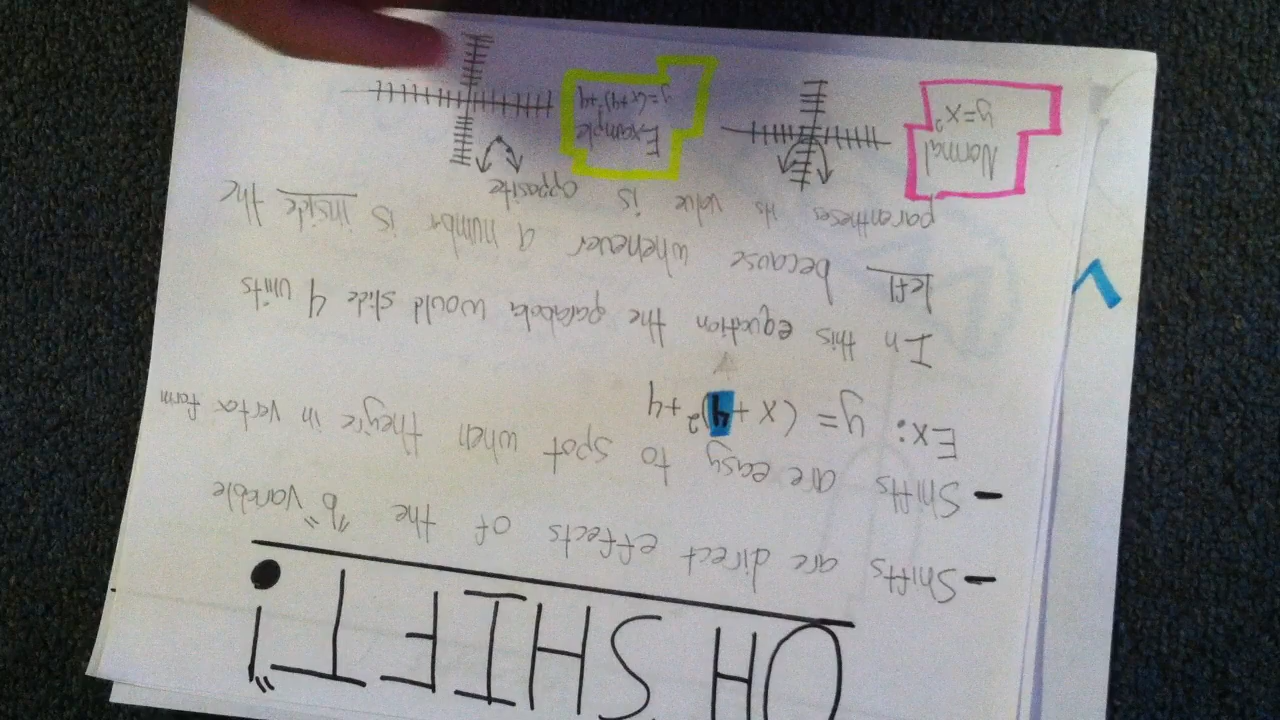 OH SHIFT!"
- Shifts are direct effects of the "b" variable
- Shifts are easy to spot when they're in vertex form
Ex: y= (x+4)²+4
In this equation the parabola would slide 4 units
left because whenever a number is inside the
parentheses its value is opposite
Normal
y=x²
Example
y=(x+4)²+4